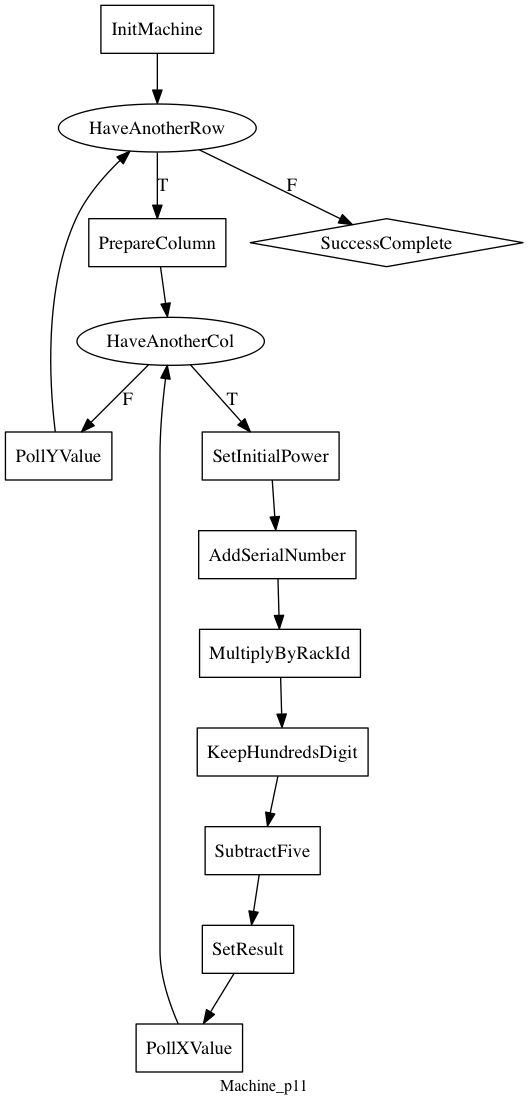 InitMachine
HaveAnotherRow
T
F
PrepareColumn
SuccessComplete
HaveAnotherCol
F
T
PollYValue
SetInitialPower
AddSerialNumber
MultiplyByRackId
KeepHundredsDigit
SubtractFive
SetResult
PollXValue
Machine_p11